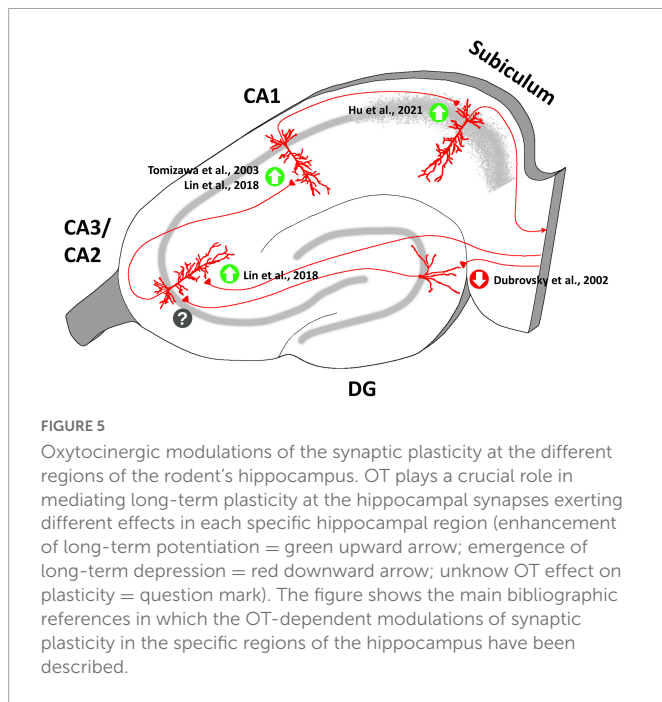 Subiculum
CA1
Hu et al., 2021
Tomizawa et al., 2003
Lin et al., 2018
CA3/
CA2
Lin et al., 2018
Dubrovsky et al., 2002
?
DG
FIGURE 5
Oxytocinergic modulations of the synaptic plasticity at the different
regions of the rodent's hippocampus. OT plays a crucial role in
mediating long-term plasticity at the hippocampal synapses exerting
different effects in each specific hippocampal region (enhancement
of long-term potentiation = green upward arrow; emergence of
long-term depression = red downward arrow; unknow OT effect on
plasticity = question mark). The figure shows the main bibliographic
references in which the OT-dependent modulations of synaptic
plasticity in the specific regions of the hippocampus have been
described.